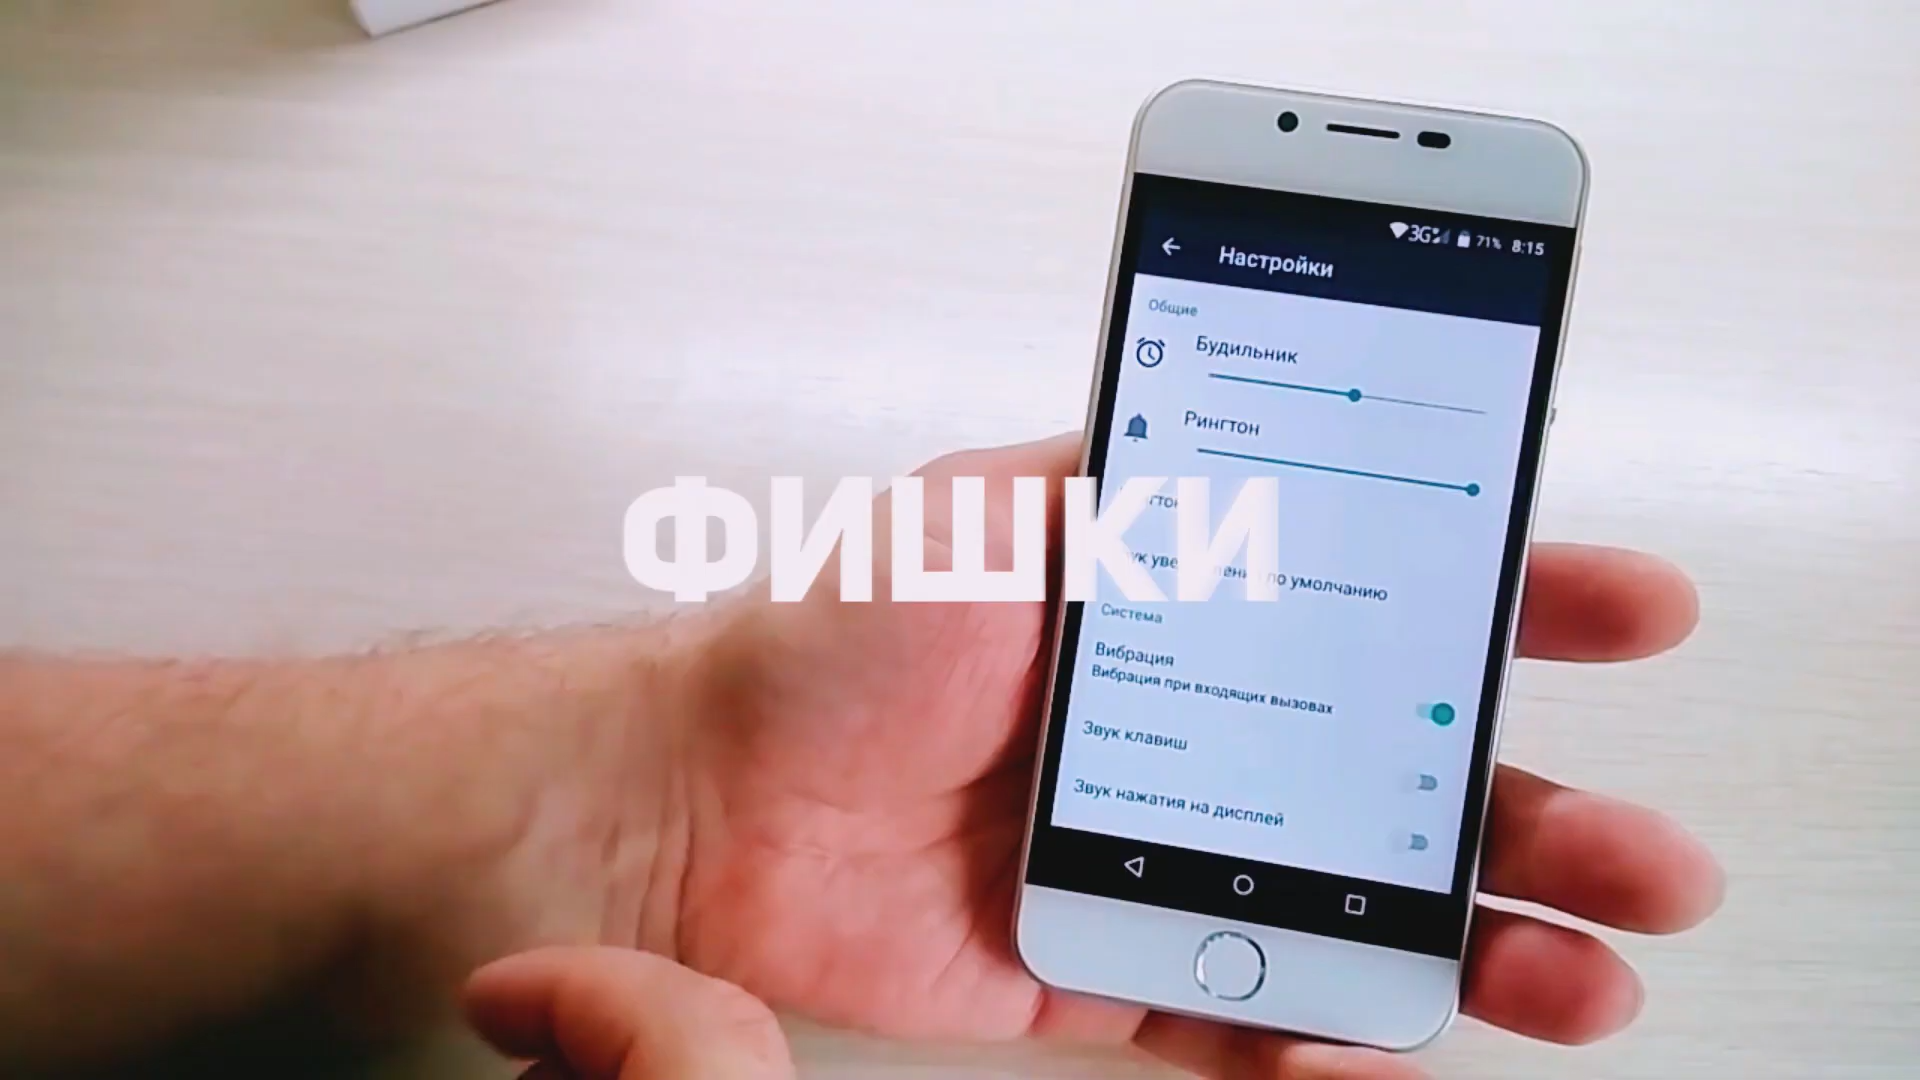 3G 71% 8:15
Настройки
Общие
Будильник
Рингтон
ФИШКИ
по умолчанию
Система
Вибрация
Вибрация при входящих вызовах
Звук клавиш
Звук нажатия на дисплей